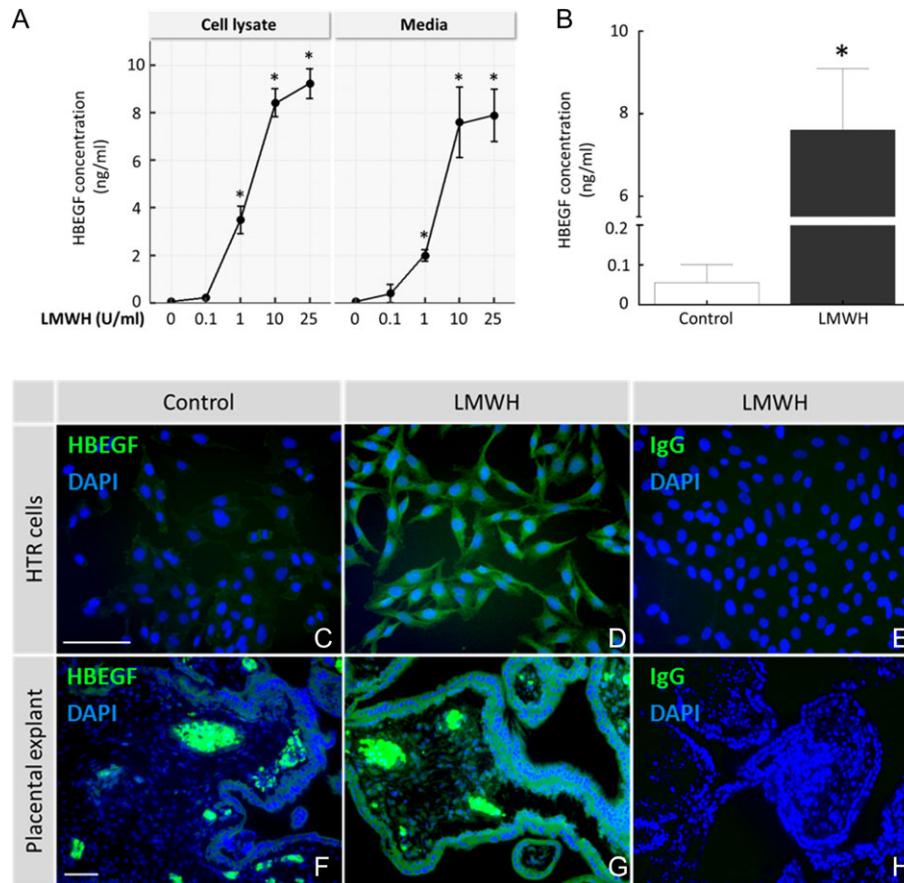 A
Cell lysate
Media
HBEGF concentration
(ng/ml)
10
8
6
4
2
0
*
*
*
*
*
*
LMWH (U/ml)
0 0.1 1 10 25
0 0.1 1 10 25
B
HBEGF concentration
(ng/ml)
10
8
6
0.2
0.1
0
*
Control
LMWH
Control
LMWH
LMWH
HTR cells
HBEGF
DAPI
C
D
IgG
DAPI
E
Placental explant
HBEGF
DAPI
F
G
IgG
DAPI
H